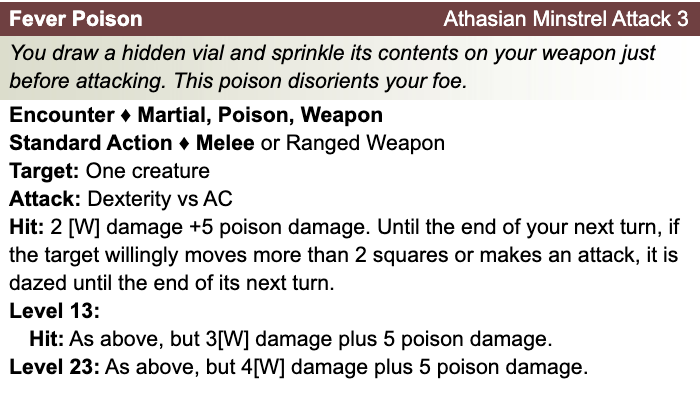 Fever Poison Athasian Minstrel Attack 3
You draw a hidden vial and sprinkle its contents on your weapon just
before attacking. This poison disorients your foe.
Encounter ♦ Martial, Poison, Weapon
Standard Action ♦ Melee or Ranged Weapon
Target: One creature
Attack: Dexterity vs AC
Hit: 2 [W] damage +5 poison damage. Until the end of your next turn, if
the target willingly moves more than 2 squares or makes an attack, it is
dazed until the end of its next turn.
Level 13:
Hit: As above, but 3[W] damage plus 5 poison damage.
Level 23: As above, but 4[W] damage plus 5 poison damage.